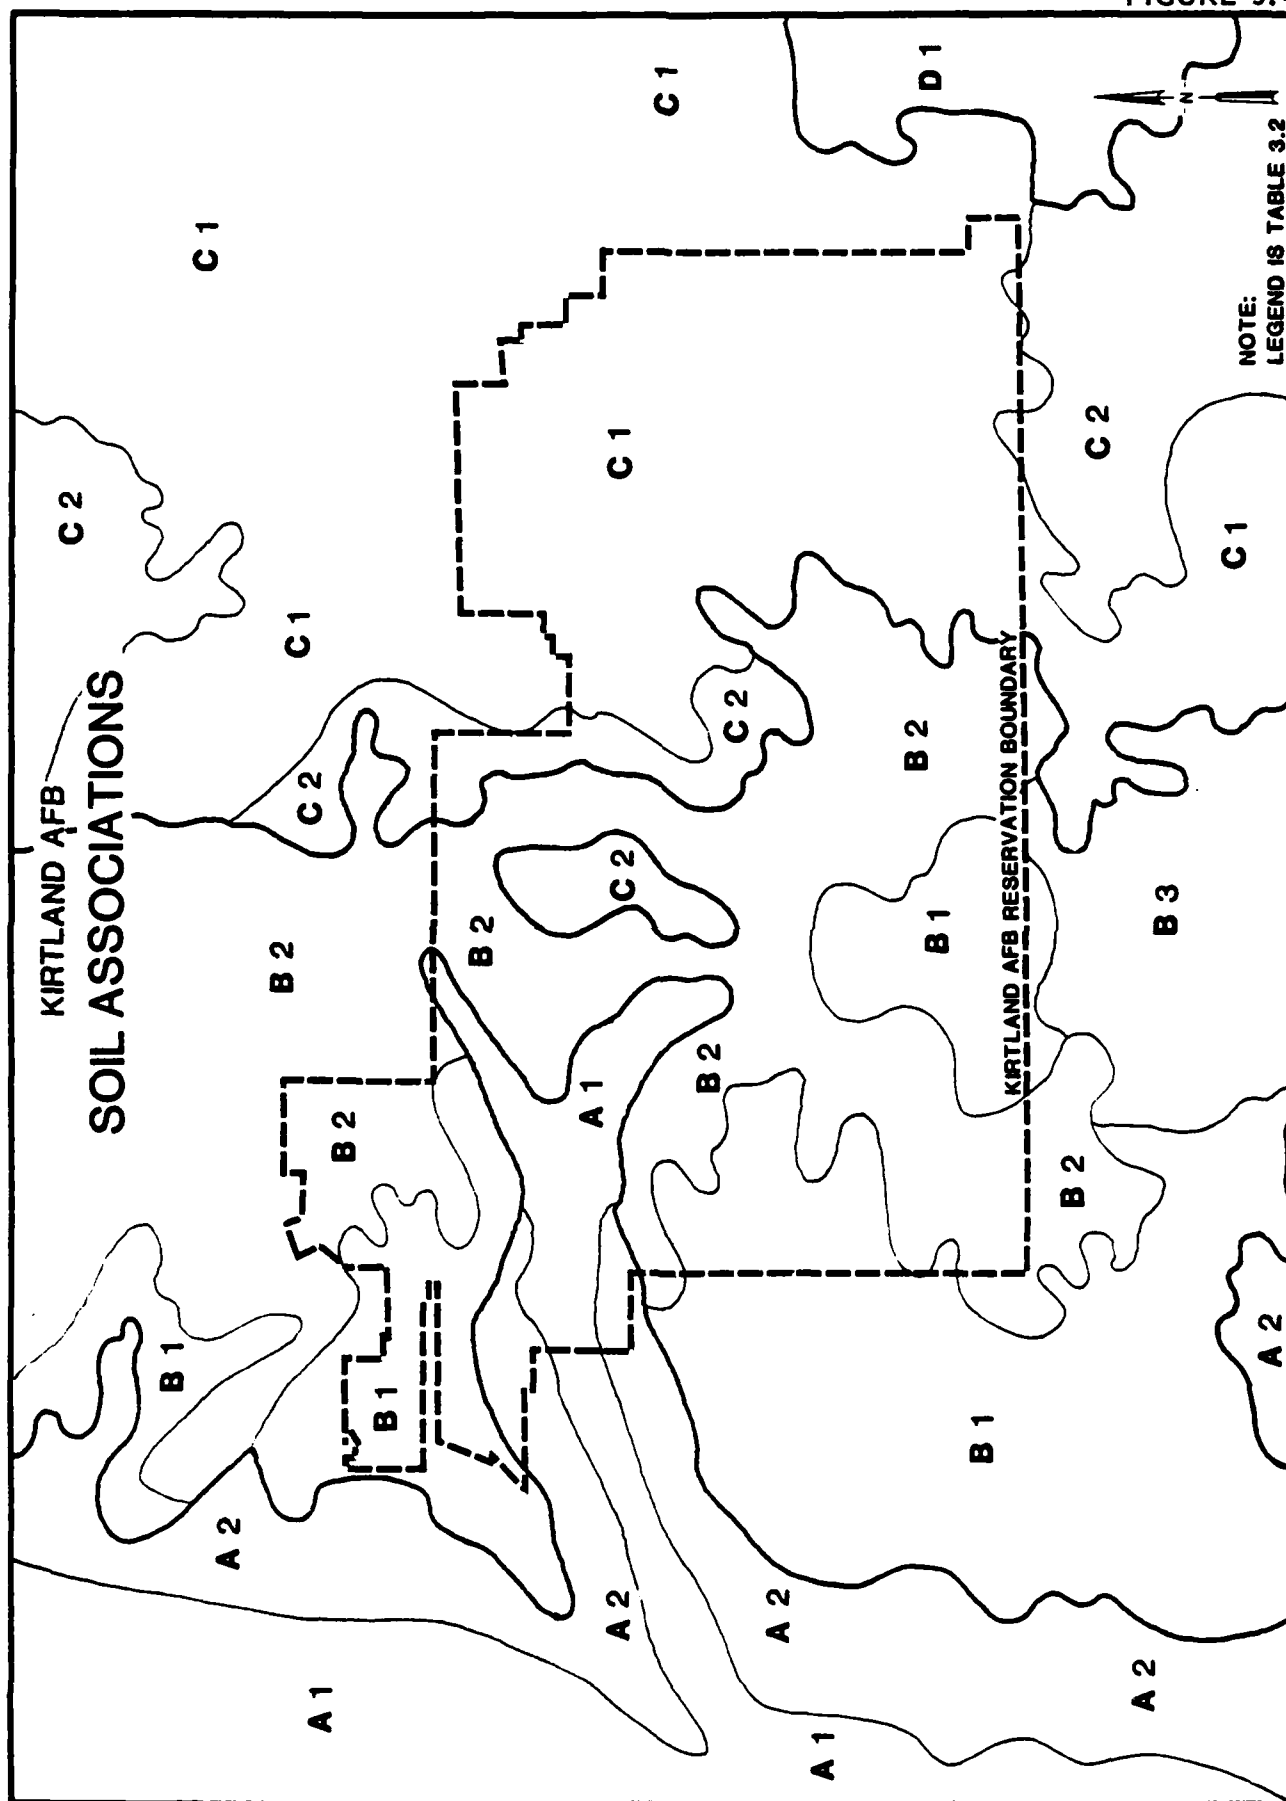 FIGURE 3.
KIRTLAND AFB
SOIL ASSOCIATIONS
C 2
C 1
C 1
C 1
D 1
N
C 2
B 2
B 1
A 2
A 1
B 2
B 1
B 2
C 2
C 1
C 2
A 1
B 2
B 2
B 1
KIRTLAND AFB RESERVATION BOUNDARY
A 2
A 2
A 1
A 2
B 1
B 2
B 3
C 2
C 1
A 2
NOTE:
LEGEND IS TABLE 3.2